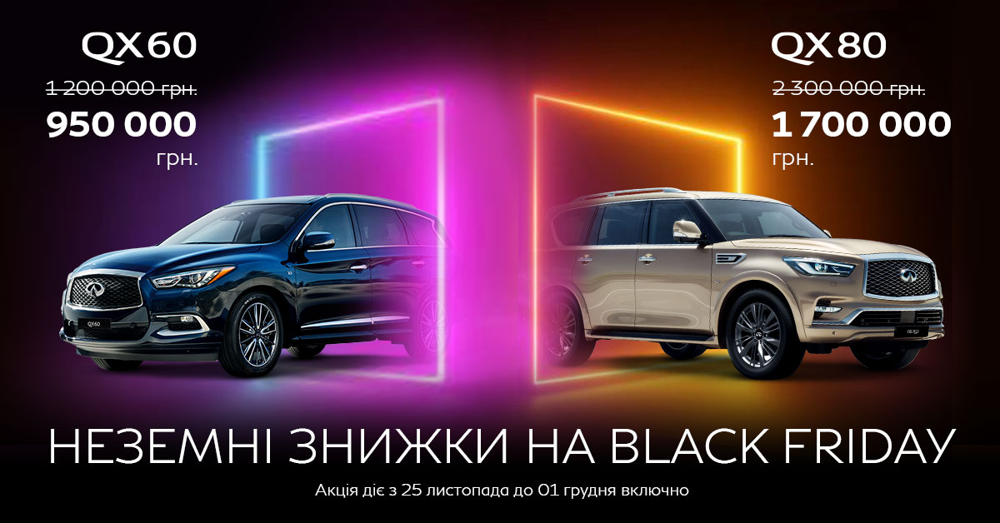 QX60
1 200 000 грн.
950 000
грн.
QX80
2 300 000 грн.
1 700 000
грн.
QX60
НЕЗЕМНІ ЗНИЖКИ НА BLACK FRIDAY
Акція діє з 25 листопада до 01 грудня включно